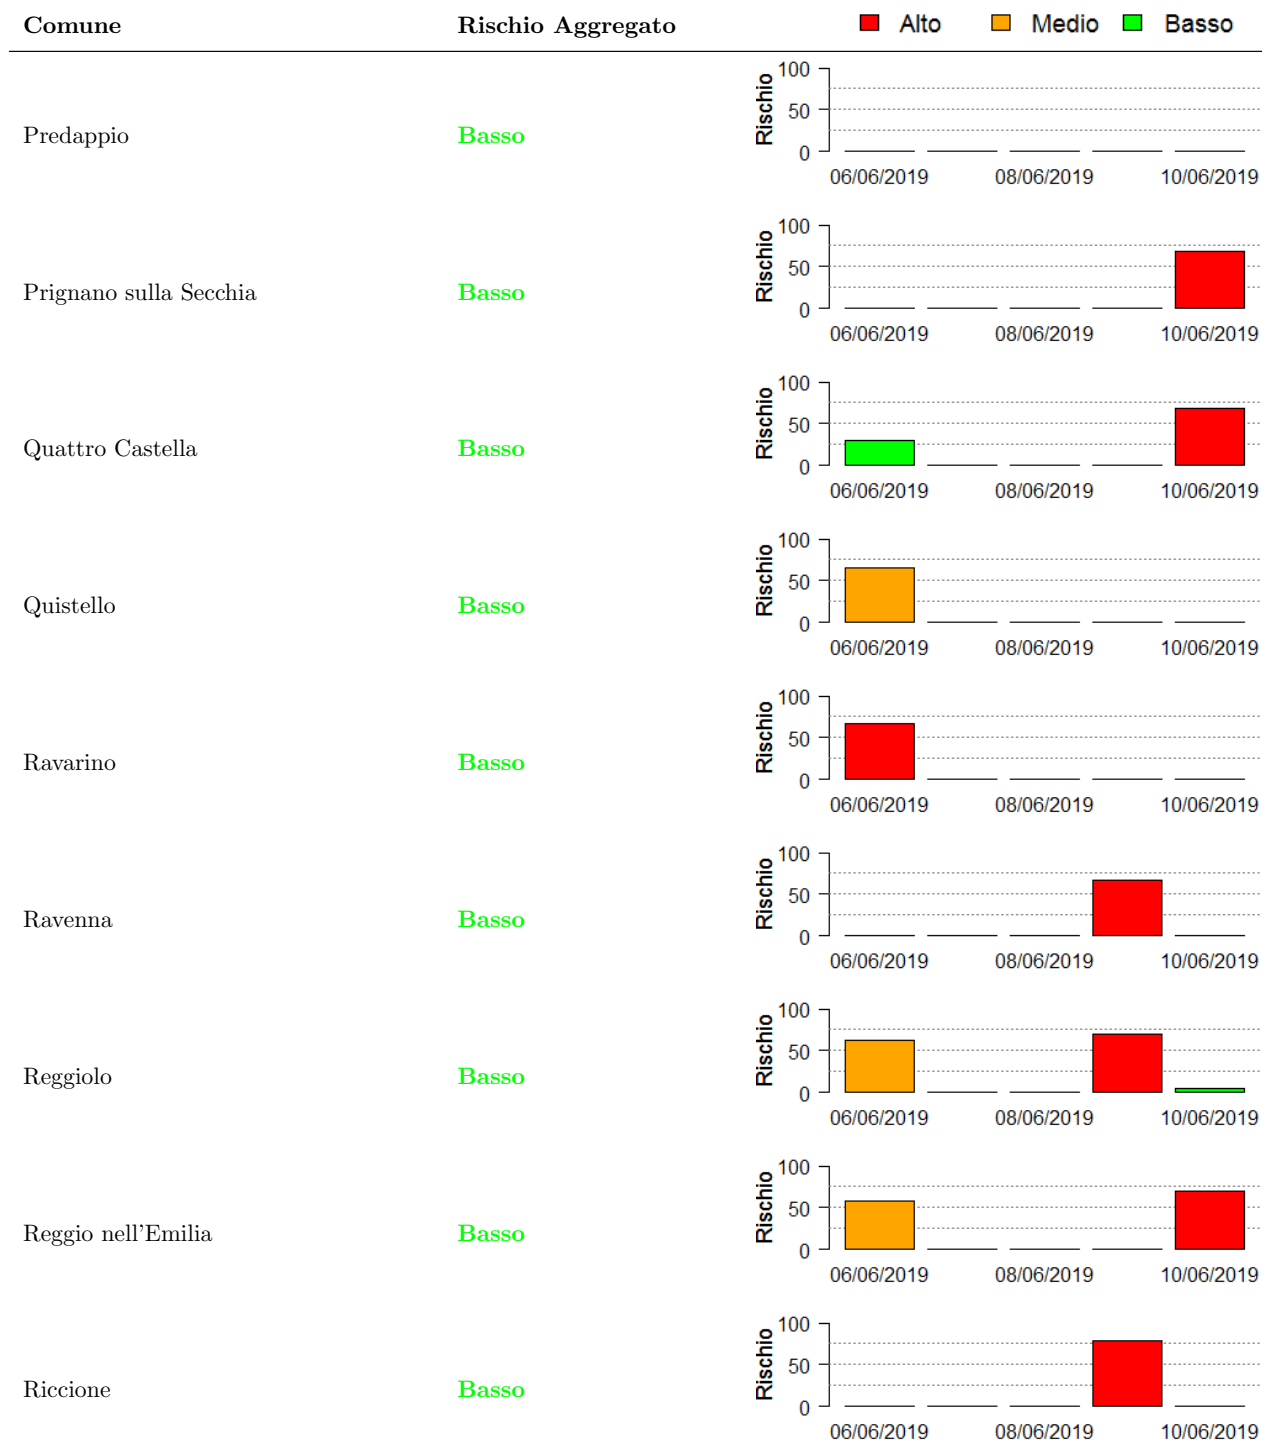 Comune Rischio Aggregato Alto Medio Basso
Predappio Basso Rischio 100 50 0
06/06/2019 08/06/2019 10/06/2019
Prignano sulla Secchia Basso Rischio 100 50 0
06/06/2019 08/06/2019 10/06/2019
Quattro Castella Basso Rischio 100 50 0
06/06/2019 08/06/2019 10/06/2019
Quistello Basso Rischio 100 50 0
06/06/2019 08/06/2019 10/06/2019
Ravarino Basso Rischio 100 50 0
06/06/2019 08/06/2019 10/06/2019
Ravenna Basso Rischio 100 50 0
06/06/2019 08/06/2019 10/06/2019
Reggiolo Basso Rischio 100 50 0
06/06/2019 08/06/2019 10/06/2019
Reggio nell'Emilia Basso Rischio 100 50 0
06/06/2019 08/06/2019 10/06/2019
Riccione Basso Rischio 100 50 0
06/06/2019 08/06/2019 10/06/2019